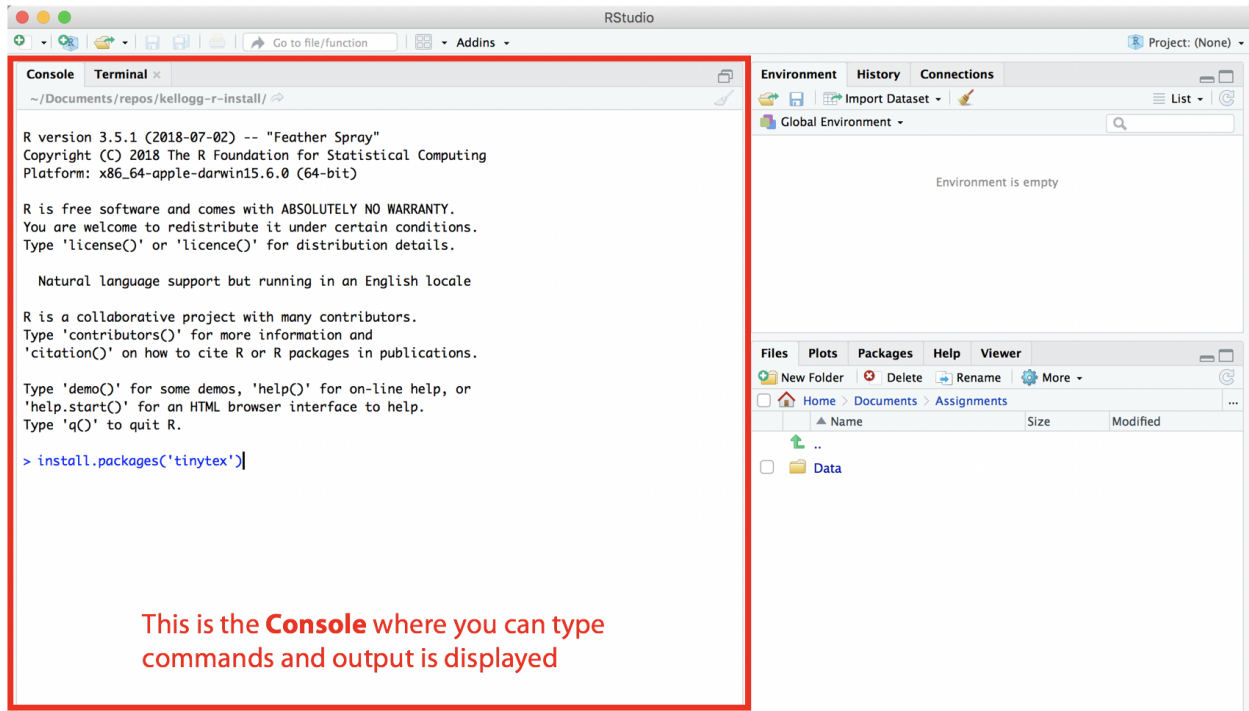 RStudio
Go to file/function
Addins
Project: (None)
Console Terminal
~/Documents/repos/kellogg-r-install/
R version 3.5.1 (2018-07-02) -- "Feather Spray"
Copyright (C) 2018 The R Foundation for Statistical Computing
Platform: x86_64-apple-darwin15.6.0 (64-bit)
R is free software and comes with ABSOLUTELY NO WARRANTY.
You are welcome to redistribute it under certain conditions.
Type 'license()' or 'licence()' for distribution details.
Natural language support but running in an English locale
R is a collaborative project with many contributors.
Type 'contributors()' for more information and
'citation()' on how to cite R or R packages in publications.
Type 'demo()' for some demos, 'help()' for on-line help, or
'help.start()' for an HTML browser interface to help.
Type 'q()' to quit R.
> install.packages('tinytex')
This is the Console where you can type
commands and output is displayed
Environment History Connections
Import Dataset List
Global Environment
Environment is empty
Files Plots Packages Help Viewer
New Folder Delete Rename More
Home Documents Assignments ...
Name Size Modified
..
Data